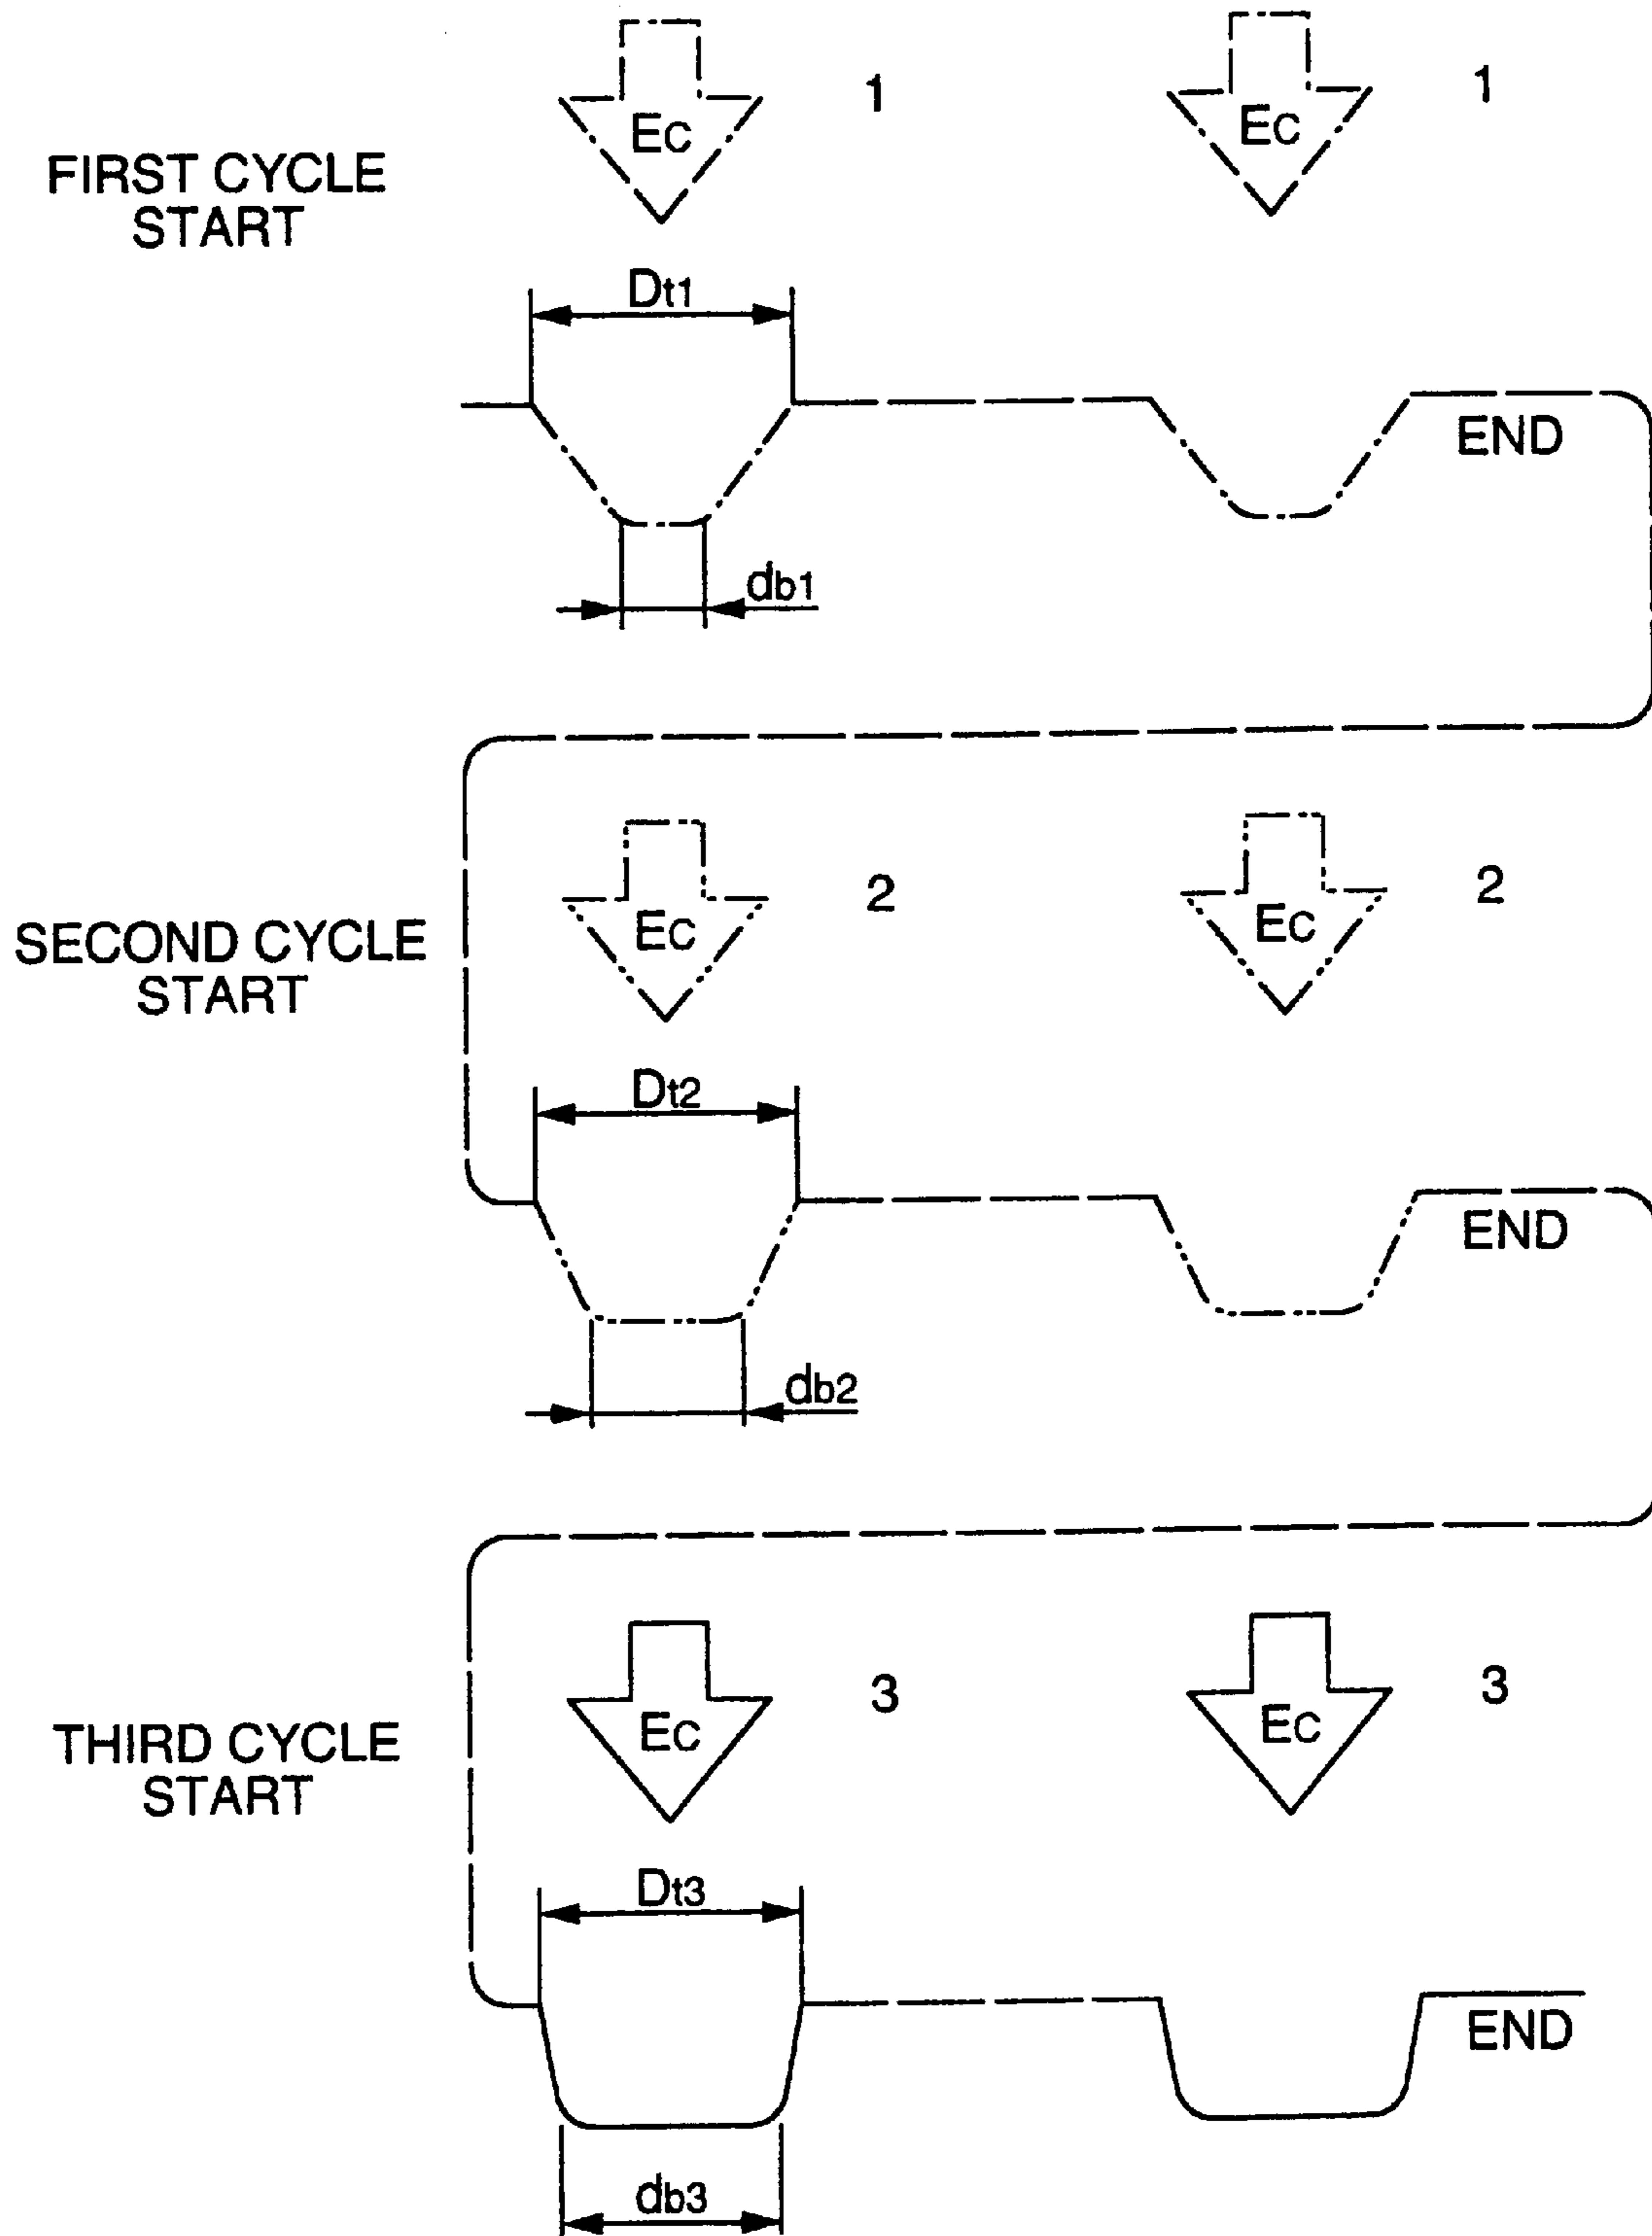 1
1
EC
EC
FIRST CYCLE
START
Dt1
END
db1
2
2
SECOND CYCLE
START
EC
EC
Dt2
END
db2
3
3
THIRD CYCLE
START
EC
EC
Dt3
END
db3